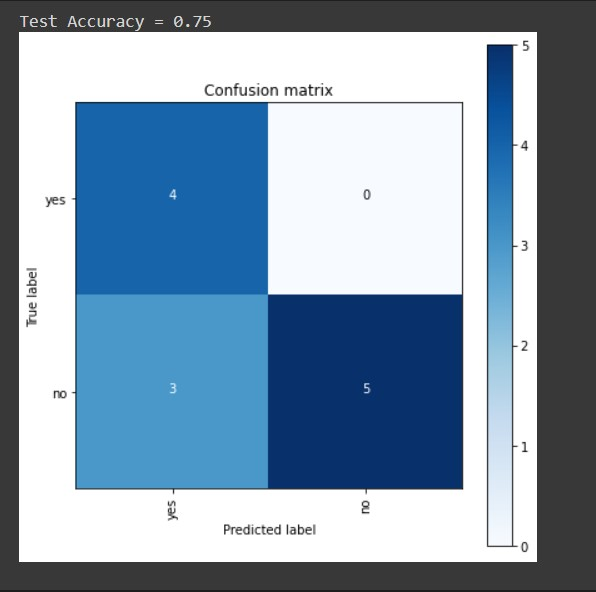 Test Accuracy = 0.75
Confusion matrix
True label
yes
no
4
0
3
5
yes
no
Predicted label
5
4
3
2
1
0